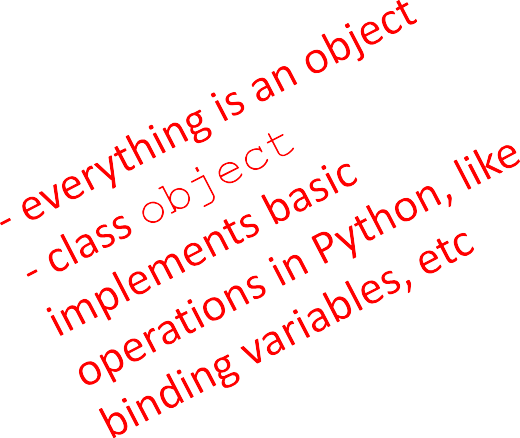 - everything is an object
- class object
implements basic
operations in Python, like
binding variables, etc